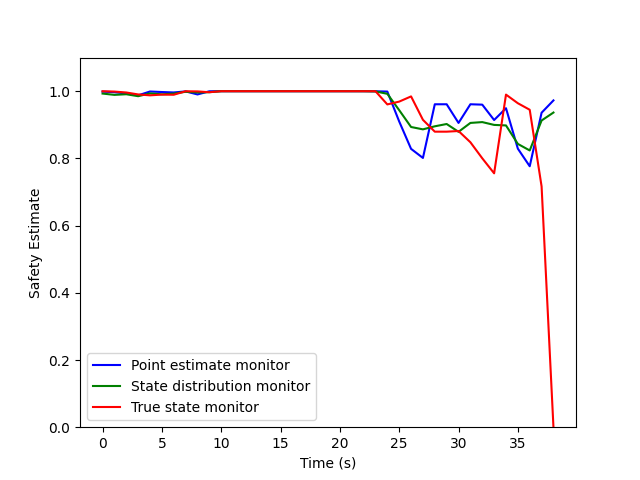 1.0
0.8
0.6
0.4
0.2
0.0
Safety Estimate
Point estimate monitor
State distribution monitor
True state monitor
0 5 10 15 20 25 30 35
Time (s)